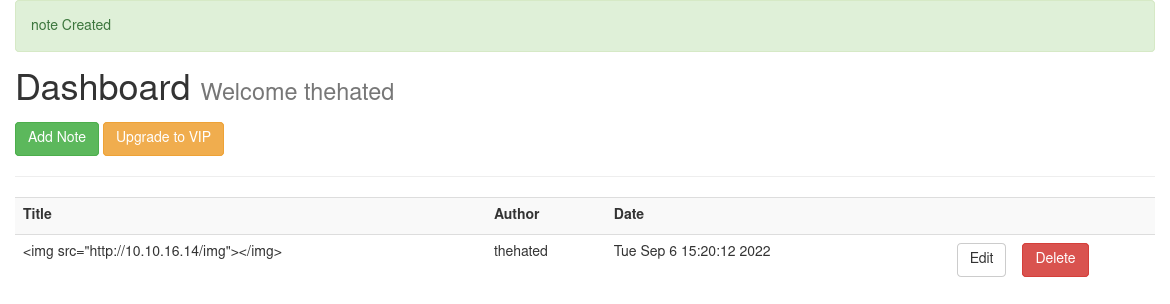 note Created
Dashboard Welcome thehated
Add Note Upgrade to VIP
Title Author Date
<img src="http://10.10.16.14/img"></img> thehated Tue Sep 6 15:20:12 2022 Edit Delete